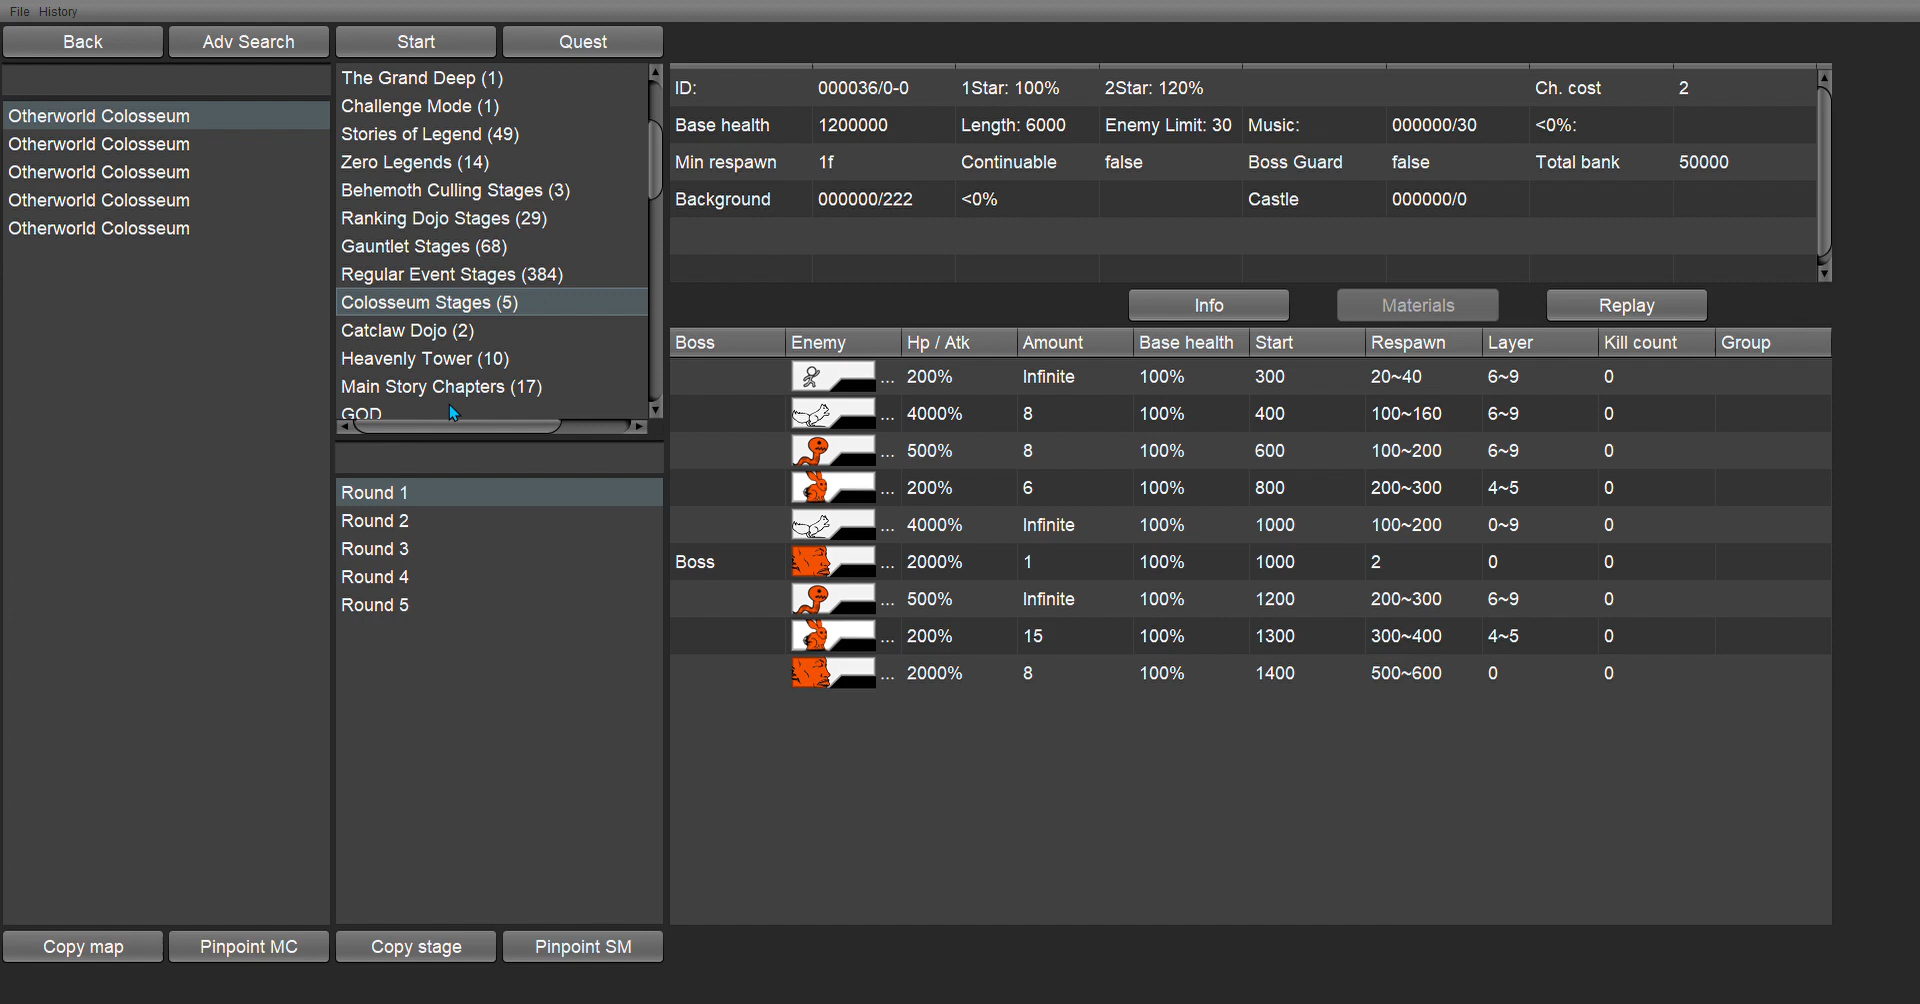 File History
Back Adv Search Start Quest
Otherworld Colosseum
Otherworld Colosseum
Otherworld Colosseum
Otherworld Colosseum
Otherworld Colosseum
The Grand Deep (1)
Challenge Mode (1)
Stories of Legend (49)
Zero Legends (14)
Behemoth Culling Stages (3)
Ranking Dojo Stages (29)
Gauntlet Stages (68)
Regular Event Stages (384)
Colosseum Stages (5)
Catclaw Dojo (2)
Heavenly Tower (10)
Main Story Chapters (17)
GOD
Round 1
Round 2
Round 3
Round 4
Round 5
ID: 000036/0-0 1Star: 100% 2Star: 120% Ch. cost 2
Base health 1200000 Length: 6000 Enemy Limit: 30 Music: 000000/30 <0%:
Min respawn 1f Continuable false Boss Guard false Total bank 50000
Background 000000/222 <0% Castle 000000/0
Info Materials Replay
Boss Enemy Hp / Atk Amount Base health Start Respawn Layer Kill count Group
... 200% Infinite 100% 300 20~40 6~9 0
... 4000% 8 100% 400 100~160 6~9 0
... 500% 8 100% 600 100~200 6~9 0
... 200% 6 100% 800 200~300 4~5 0
... 4000% Infinite 100% 1000 100~200 0~9 0
Boss ... 2000% 1 100% 1000 2 0 0
... 500% Infinite 100% 1200 200~300 6~9 0
... 200% 15 100% 1300 300~400 4~5 0
... 2000% 8 100% 1400 500~600 0 0
Copy map Pinpoint MC Copy stage Pinpoint SM